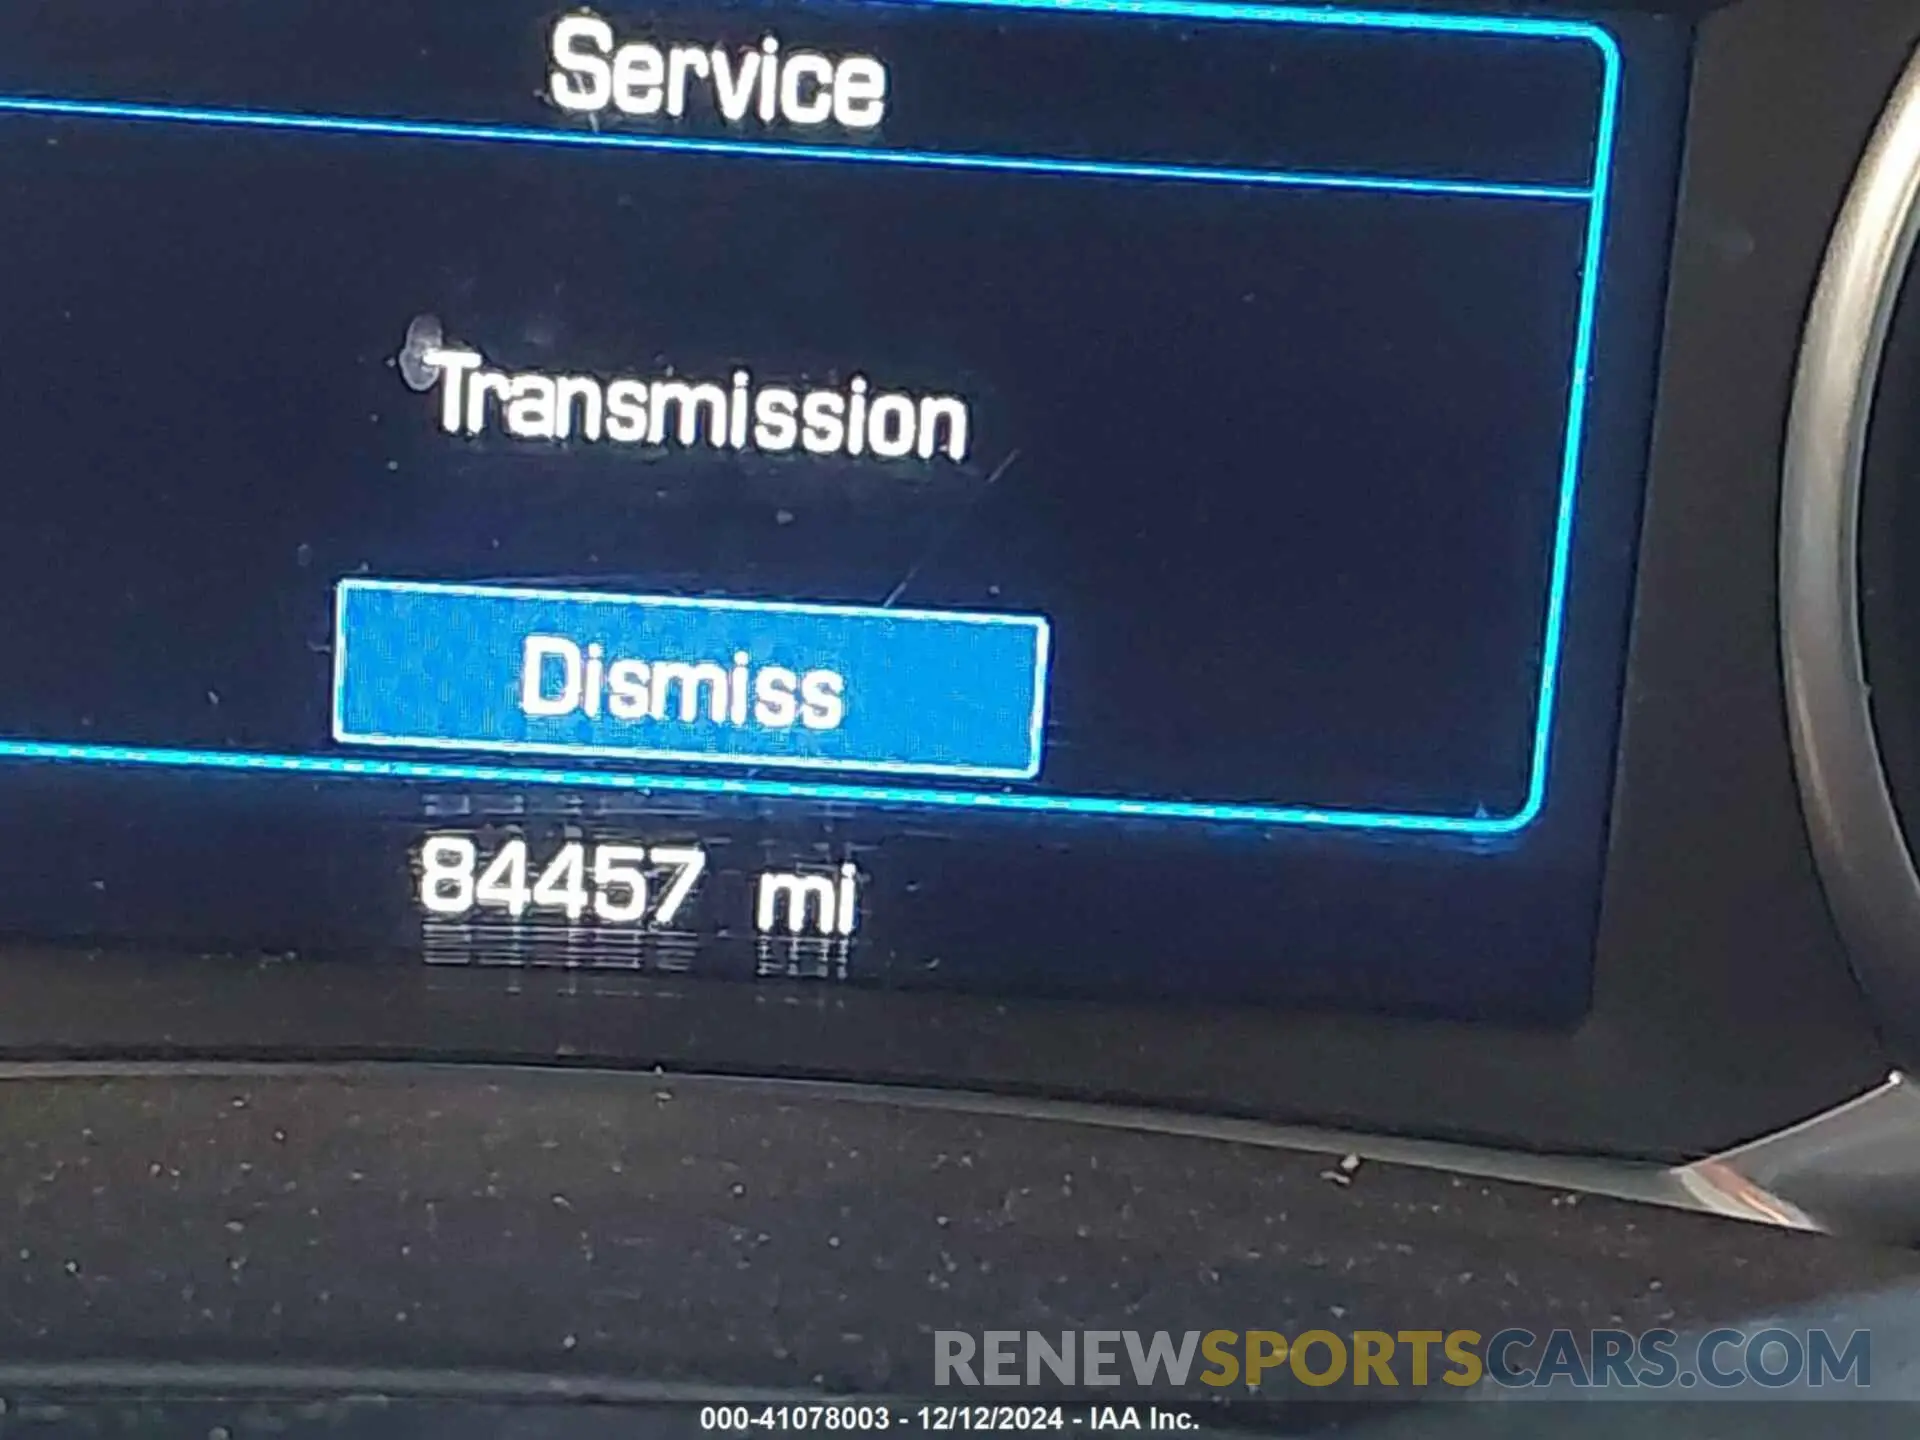 Service
Transmission
Dismiss
84457 mi
RENEWSPORTSCARS.COM
000-41078003 - 12/12/2024 - IAA Inc.